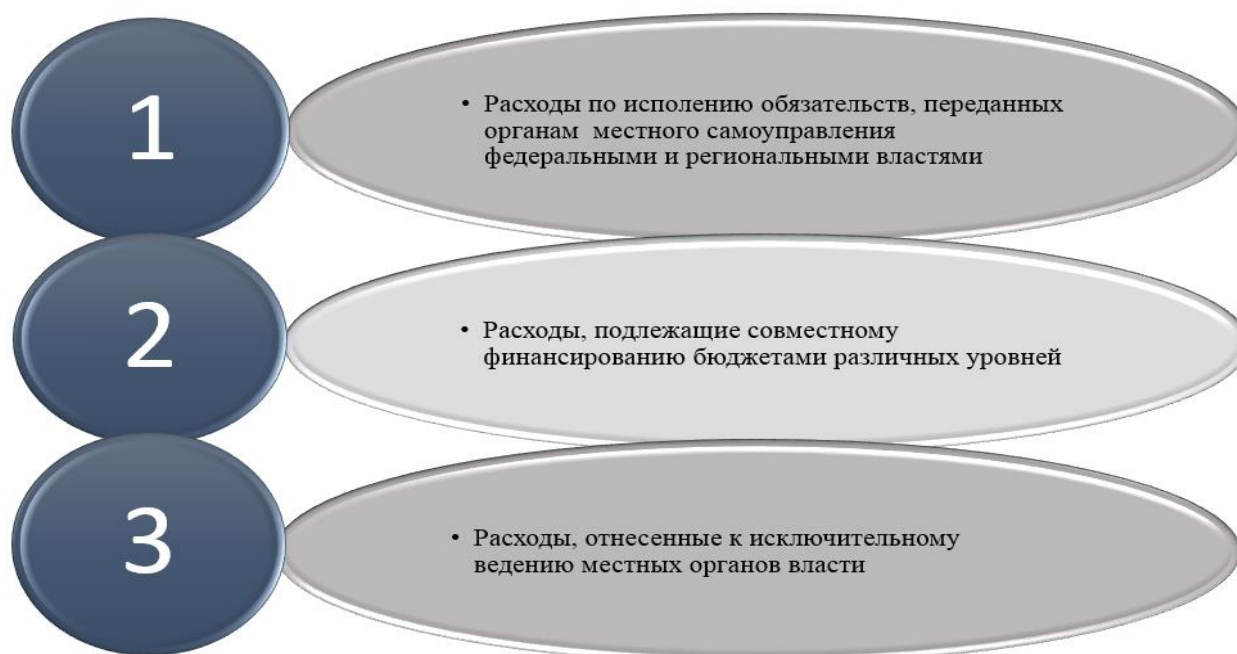 1
• Расходы по исполению обязательств, переданных
органам местного самоуправления
федеральными и региональными властями
2
• Расходы, подлежащие совместному
финансированию бюджетами различных уровней
3
• Расходы, отнесенные к исключительному
ведению местных органов власти